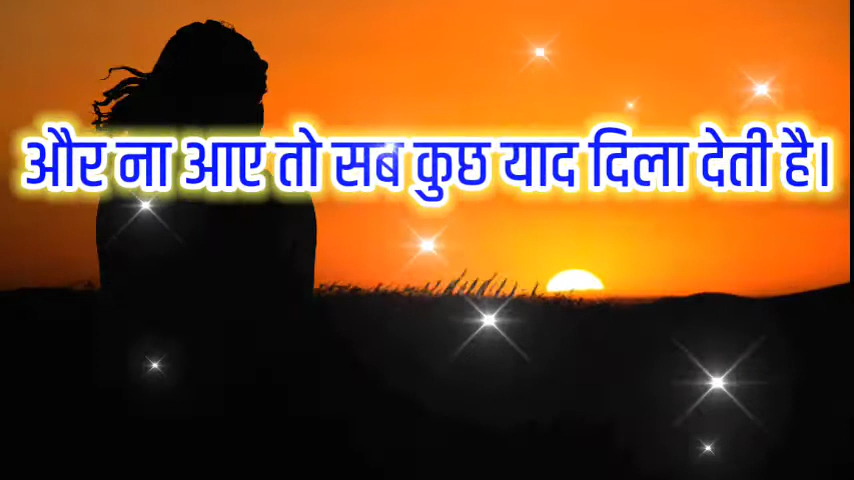 और ना आए तो सब कुछ याद दिला देती है।